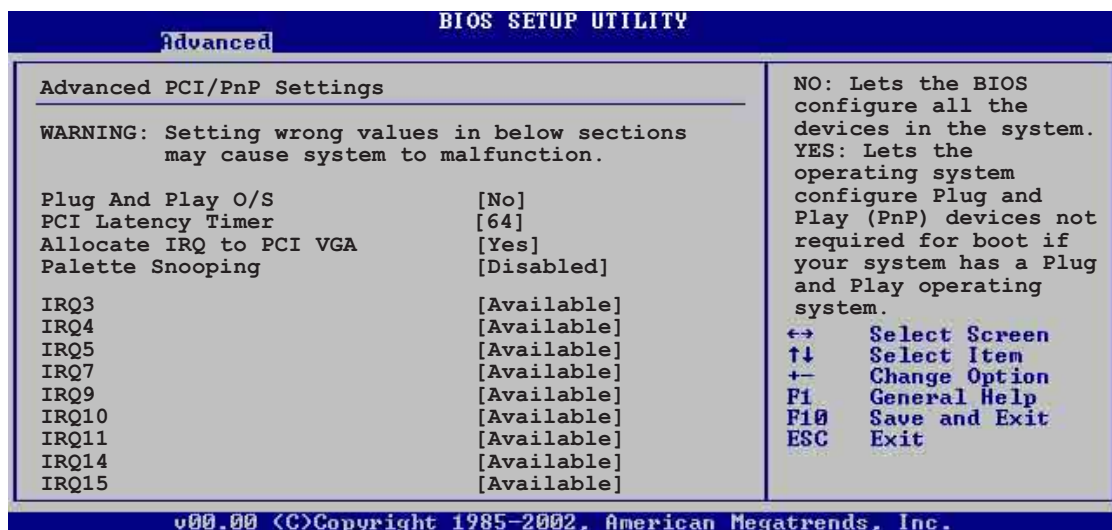 BIOS SETUP UTILITY
Advanced
Advanced PCI/PnP Settings
WARNING: Setting wrong values in below sections
may cause system to malfunction.
Plug And Play O/S [No]
PCI Latency Timer [64]
Allocate IRQ to PCI VGA [Yes]
Palette Snooping [Disabled]
IRQ3 [Available]
IRQ4 [Available]
IRQ5 [Available]
IRQ7 [Available]
IRQ9 [Available]
IRQ10 [Available]
IRQ11 [Available]
IRQ14 [Available]
IRQ15 [Available]
NO: Lets the BIOS
configure all the
devices in the system.
YES: Lets the
operating system
configure Plug and
Play (PnP) devices not
required for boot if
your system has a Plug
and Play operating
system.
←→ Select Screen
↑↓ Select Item
+- Change Option
F1 General Help
F10 Save and Exit
ESC Exit
v00.00 (C)Copyright 1985-2002, American Megatrends, Inc.